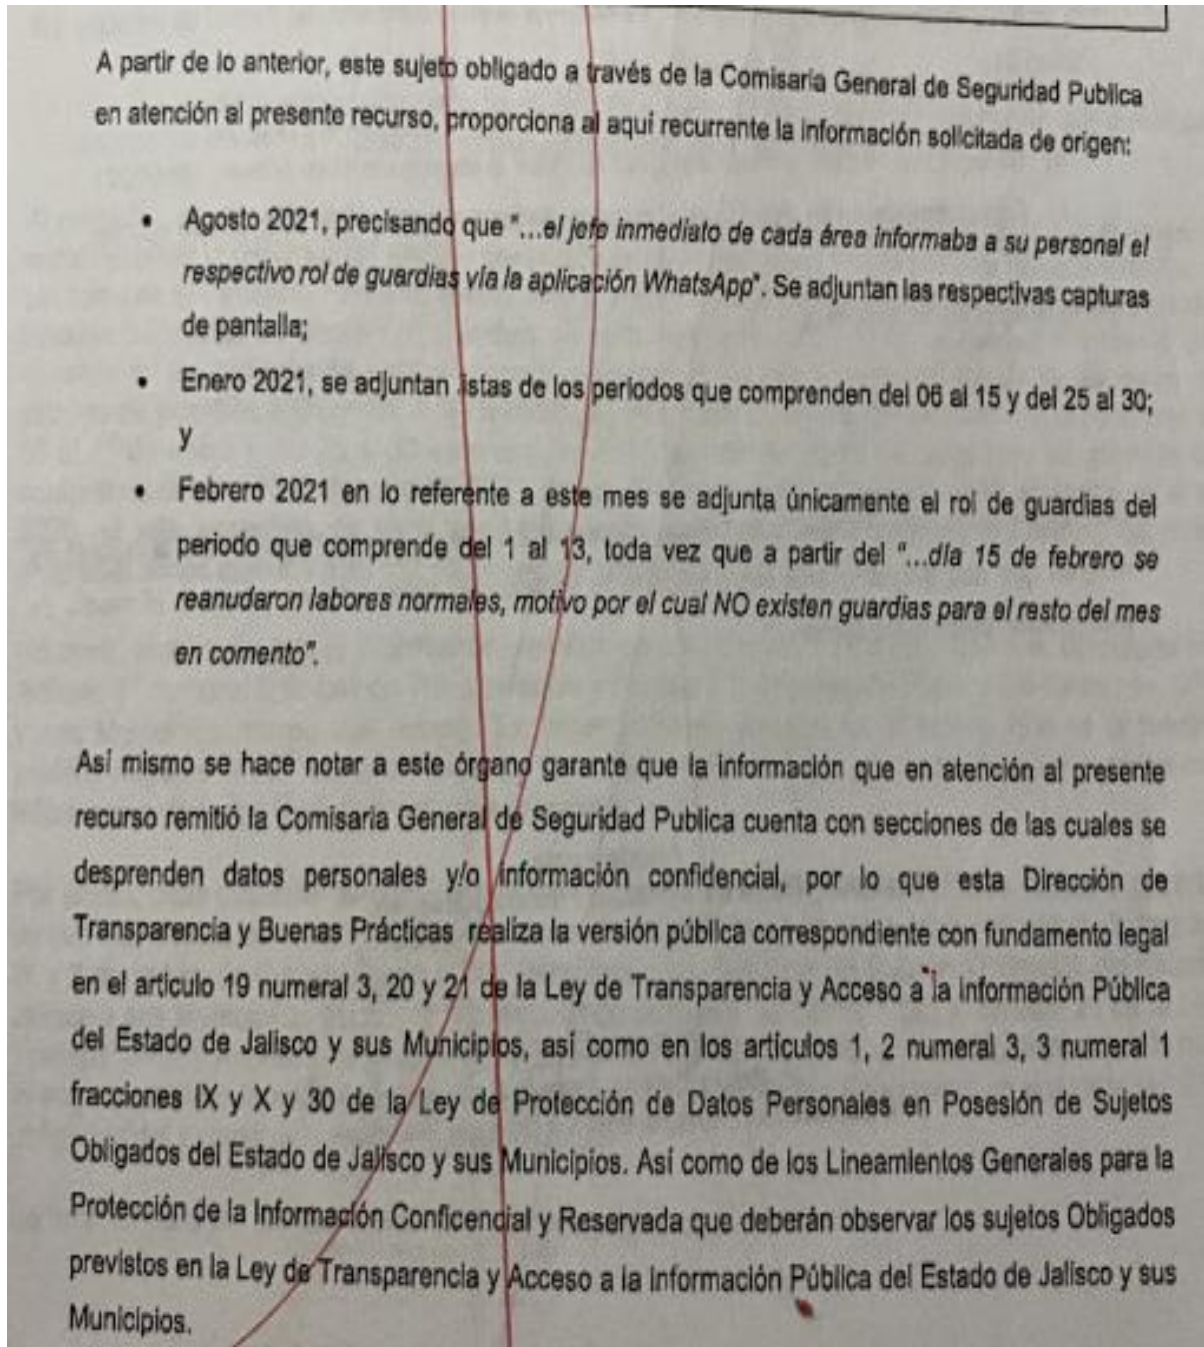 A partir de lo anterior, este sujeto obligado a través de la Comisaria General de Seguridad Publica
en atención al presente recurso, proporciona al aquí recurrente la información solicitada de origen:
• Agosto 2021, precisando que "...el jefe inmediato de cada área informaba a su personal el
respectivo rol de guardias vía la aplicación WhatsApp". Se adjuntan las respectivas capturas
de pantalla;
• Enero 2021, se adjuntan listas de los periodos que comprenden del 06 al 15 y del 25 al 30;
y
• Febrero 2021 en lo referente a este mes se adjunta únicamente el rol de guardias del
periodo que comprende del 1 al 13, toda vez que a partir del "...día 15 de febrero se
reanudaron labores normales, motivo por el cual NO existen guardias para el resto del mes
en comento".
Así mismo se hace notar a este órgano garante que la información que en atención al presente
recurso remitió la Comisaria General de Seguridad Publica cuenta con secciones de las cuales se
desprenden datos personales y/o información confidencial, por lo que esta Dirección de
Transparencia y Buenas Prácticas realiza la versión pública correspondiente con fundamento legal
en el articulo 19 numeral 3, 20 y 21 de la Ley de Transparencia y Acceso a la Información Pública
del Estado de Jalisco y sus Municipios, así como en los articulos 1, 2 numeral 3, 3 numeral 1
fracciones IX y X y 30 de la Ley de Protección de Datos Personales en Posesión de Sujetos
Obligados del Estado de Jalisco y sus Municipios. Así como de los Lineamientos Generales para la
Protección de la Información Conficencial y Reservada que deberán observar los sujetos Obligados
previstos en la Ley de Transparencia y Acceso a la Información Pública del Estado de Jalisco y sus
Municipios.